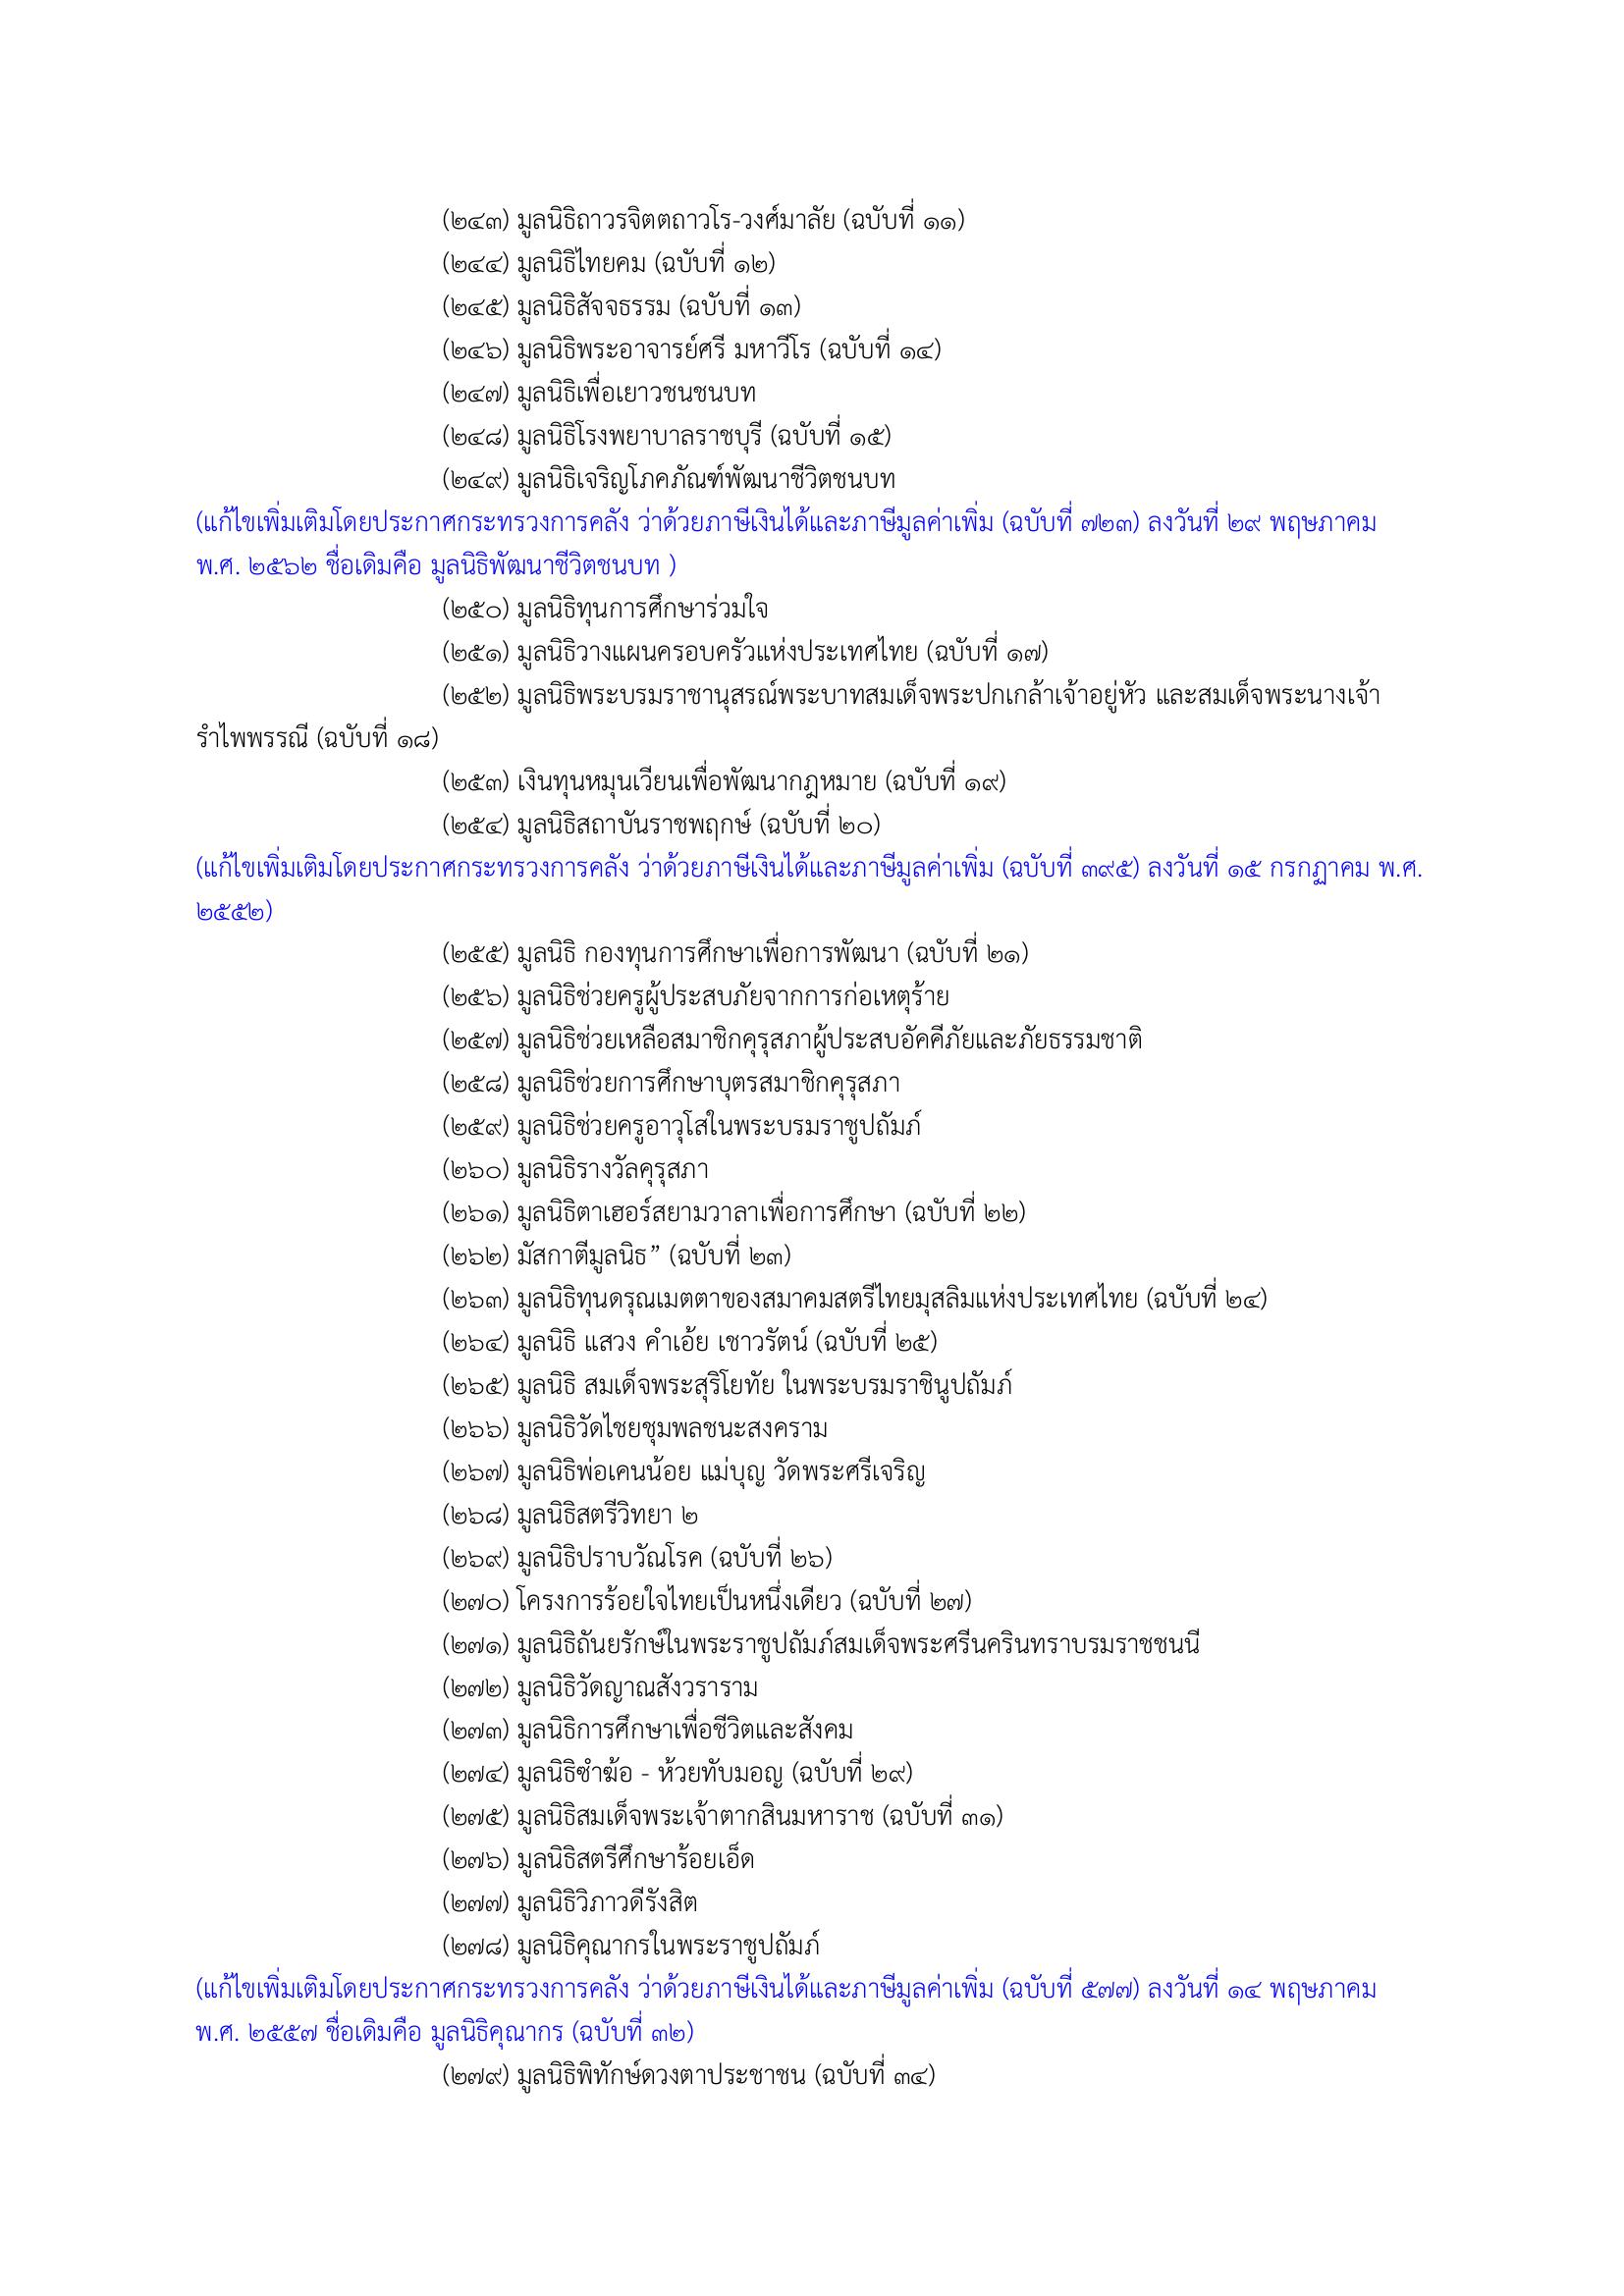 (๒๔๓) มูลนิธิถาวรจิตตถาวโร-วงศ์มาลัย (ฉบับที่ ๑๑)
(๒๔๔) มูลนิธิไทยคม (ฉบับที่ ๑๒)
(๒๔๕) มูลนิธิสัจจธรรม (ฉบับที่ ๑๓)
(๒๔๖) มูลนิธิพระอาจารย์ศรี มหาวีโร (ฉบับที่ ๑๔)
(๒๔๗) มูลนิธิเพื่อเยาวชนชนบท
(๒๔๘) มูลนิธิโรงพยาบาลราชบุรี (ฉบับที่ ๑๕)
(๒๔๙) มูลนิธิเจริญโภคภัณฑ์พัฒนาชีวิตชนบท
(แก้ไขเพิ่มเติมโดยประกาศกระทรวงการคลัง ว่าด้วยภาษีเงินได้และภาษีมูลค่าเพิ่ม (ฉบับที่ ๗๒๓) ลงวันที่ ๒๙ พฤษภาคม
พ.ศ. ๒๕๖๒ ชื่อเดิมคือ มูลนิธิพัฒนาชีวิตชนบท )
(๒๕๐) มูลนิธิทุนการศึกษาร่วมใจ
(๒๕๑) มูลนิธิวางแผนครอบครัวแห่งประเทศไทย (ฉบับที่ ๑๗)
(๒๕๒) มูลนิธิพระบรมราชานุสรณ์พระบาทสมเด็จพระปกเกล้าเจ้าอยู่หัว และสมเด็จพระนางเจ้า
รำไพพรรณี (ฉบับที่ ๑๘)
(๒๕๓) เงินทุนหมุนเวียนเพื่อพัฒนากฎหมาย (ฉบับที่ ๑๙)
(๒๕๔) มูลนิธิสถาบันราชพฤกษ์ (ฉบับที่ ๒๐)
(แก้ไขเพิ่มเติมโดยประกาศกระทรวงการคลัง ว่าด้วยภาษีเงินได้และภาษีมูลค่าเพิ่ม (ฉบับที่ ๓๙๕) ลงวันที่ ๑๕ กรกฏาคม พ.ศ.
๒๕๕๒)
(๒๕๕) มูลนิธิ กองทุนการศึกษาเพื่อการพัฒนา (ฉบับที่ ๒๑)
(๒๕๖) มูลนิธิช่วยครูผู้ประสบภัยจากการก่อเหตุร้าย
(๒๕๗) มูลนิธิช่วยเหลือสมาชิกคุรุสภาผู้ประสบอัคคีภัยและภัยธรรมชาติ
(๒๕๘) มูลนิธิช่วยการศึกษาบุตรสมาชิกคุรุสภา
(๒๕๙) มูลนิธิช่วยครูอาวุโสในพระบรมราชูปถัมภ์
(๒๖๐) มูลนิธิรางวัลคุรุสภา
(๒๖๑) มูลนิธิตาเฮอร์สยามวาลาเพื่อการศึกษา (ฉบับที่ ๒๒)
(๒๖๒) มัสกาตีมูลนิธ” (ฉบับที่ ๒๓)
(๒๖๓) มูลนิธิทุนดรุณเมตตาของสมาคมสตรีไทยมุสลิมแห่งประเทศไทย (ฉบับที่ ๒๔)
(๒๖๔) มูลนิธิ แสวง คำเอ้ย เชาวรัตน์ (ฉบับที่ ๒๕)
(๒๖๕) มูลนิธิ สมเด็จพระสุริโยทัย ในพระบรมราชินูปถัมภ์
(๒๖๖) มูลนิธิวัดไชยชุมพลชนะสงคราม
(๒๖๗) มูลนิธิพ่อเคนน้อย แม่บุญ วัดพระศรีเจริญ
(๒๖๘) มูลนิธิสตรีวิทยา ๒
(๒๖๙) มูลนิธิปราบวัณโรค (ฉบับที่ ๒๖)
(๒๗๐) โครงการร้อยใจไทยเป็นหนึ่งเดียว (ฉบับที่ ๒๗)
(๒๗๑) มูลนิธิถันยรักษ์ในพระราชูปถัมภ์สมเด็จพระศรีนครินทราบรมราชชนนี
(๒๗๒) มูลนิธิวัดญาณสังวราราม
(๒๗๓) มูลนิธิการศึกษาเพื่อชีวิตและสังคม
(๒๗๔) มูลนิธิซำฆ้อ - ห้วยทับมอญ (ฉบับที่ ๒๙)
(๒๗๕) มูลนิธิสมเด็จพระเจ้าตากสินมหาราช (ฉบับที่ ๓๑)
(๒๗๖) มูลนิธิสตรีศึกษาร้อยเอ็ด
(๒๗๗) มูลนิธิวิภาวดีรังสิต
(๒๗๘) มูลนิธิคุณากรในพระราชูปถัมภ์
(แก้ไขเพิ่มเติมโดยประกาศกระทรวงการคลัง ว่าด้วยภาษีเงินได้และภาษีมูลค่าเพิ่ม (ฉบับที่ ๕๗๗) ลงวันที่ ๑๔ พฤษภาคม
พ.ศ. ๒๕๕๗ ชื่อเดิมคือ มูลนิธิคุณากร (ฉบับที่ ๓๒)
(๒๗๙) มูลนิธิพิทักษ์ดวงตาประชาชน (ฉบับที่ ๓๔)